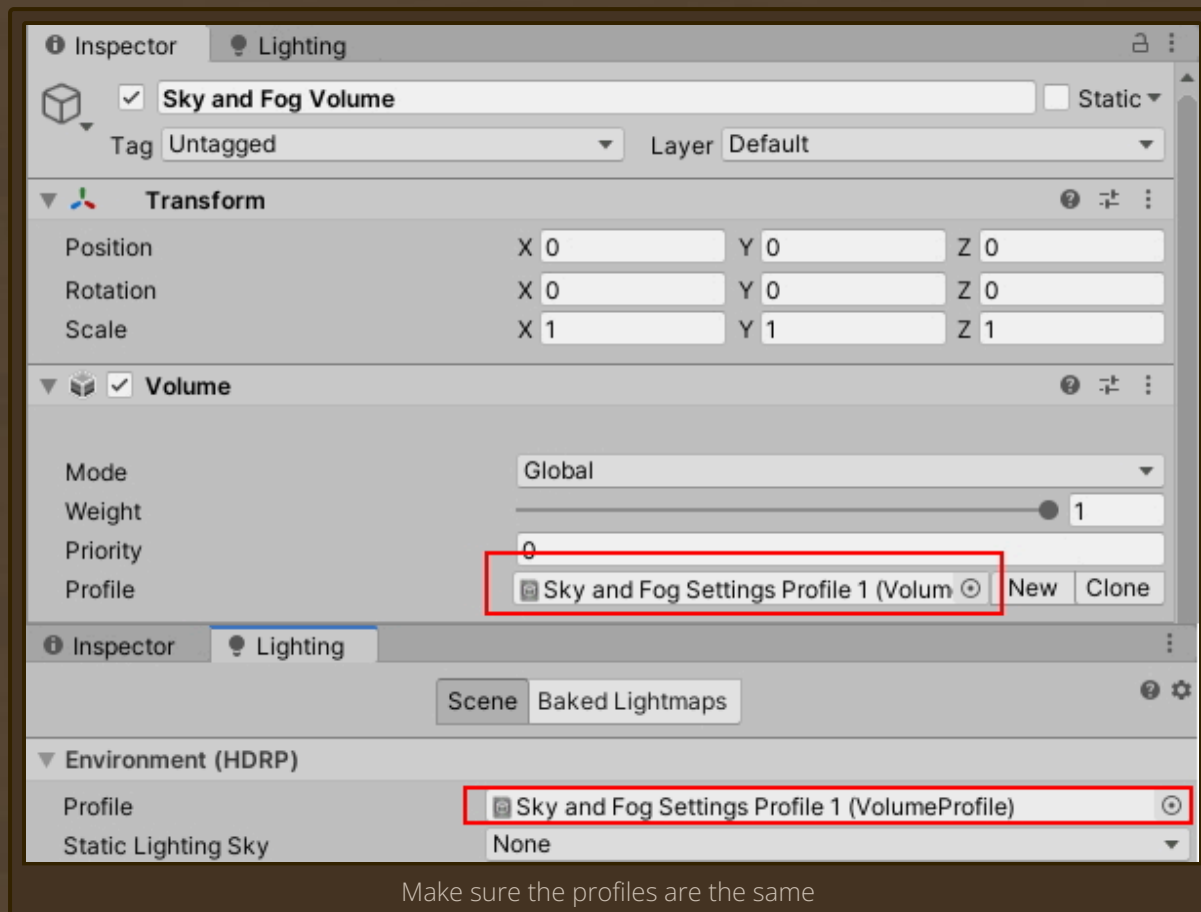 Inspector Lighting
Sky and Fog Volume Static
Tag Untagged Layer Default
Transform
Position X 0 Y 0 Z 0
Rotation X 0 Y 0 Z 0
Scale X 1 Y 1 Z 1
Volume
Mode Global
Weight 1
Priority 0
Profile Sky and Fog Settings Profile 1 (Volum New Clone
Inspector Lighting
Scene Baked Lightmaps
Environment (HDRP)
Profile Sky and Fog Settings Profile 1 (VolumeProfile)
Static Lighting Sky None
Make sure the profiles are the same